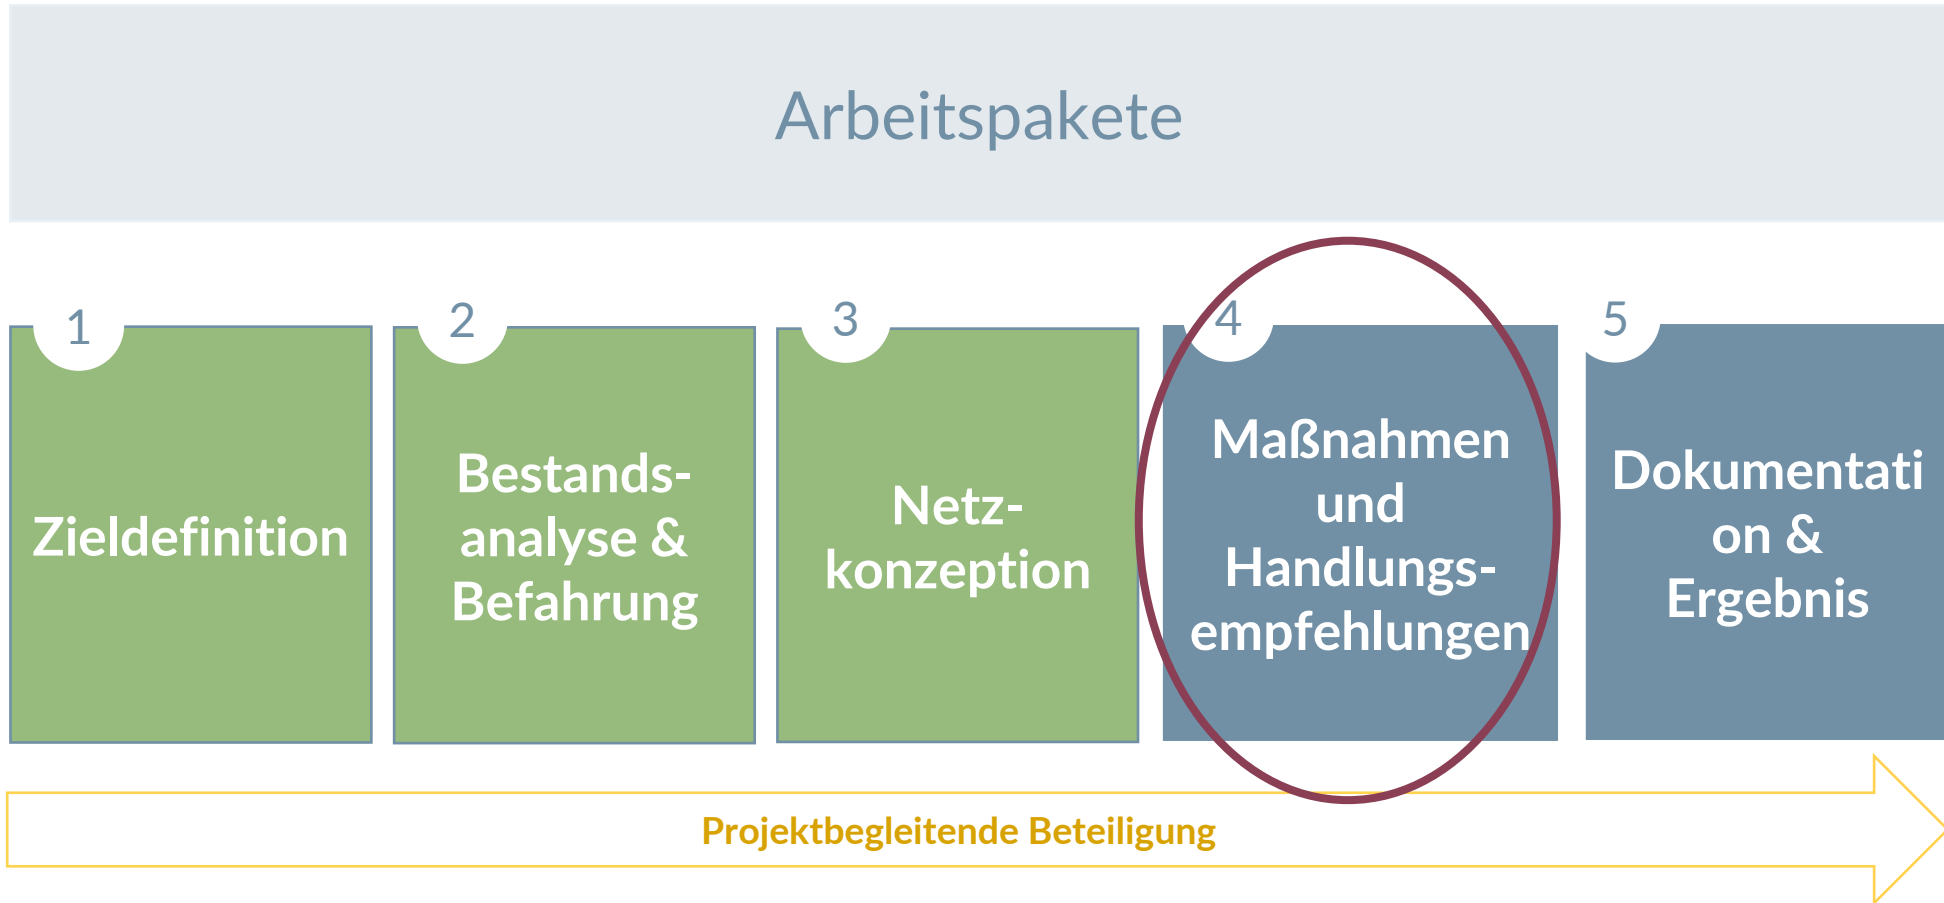 Arbeitspakete
1
Zieldefinition
2
Bestands-
analyse &
Befahrung
3
Netz-
konzeption
4
Maßnahmen
und
Handlungs-
empfehlungen
5
Dokumentati
on &
Ergebnis
Projektbegleitende Beteiligung